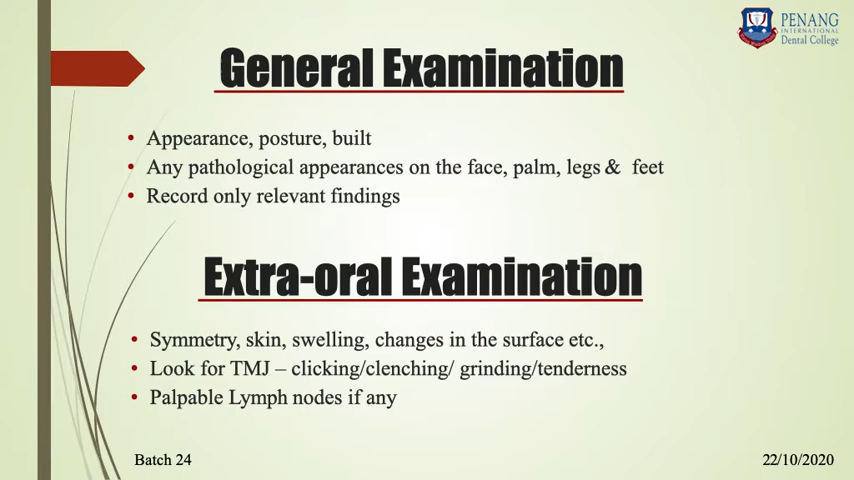 PENANG
INTERNATIONAL
Dental College
General Examination
• Appearance, posture, built
• Any pathological appearances on the face, palm, legs & feet
• Record only relevant findings
Extra-oral Examination
• Symmetry, skin, swelling, changes in the surface etc.,
• Look for TMJ – clicking/clenching/ grinding/tenderness
• Palpable Lymph nodes if any
Batch 24
22/10/2020